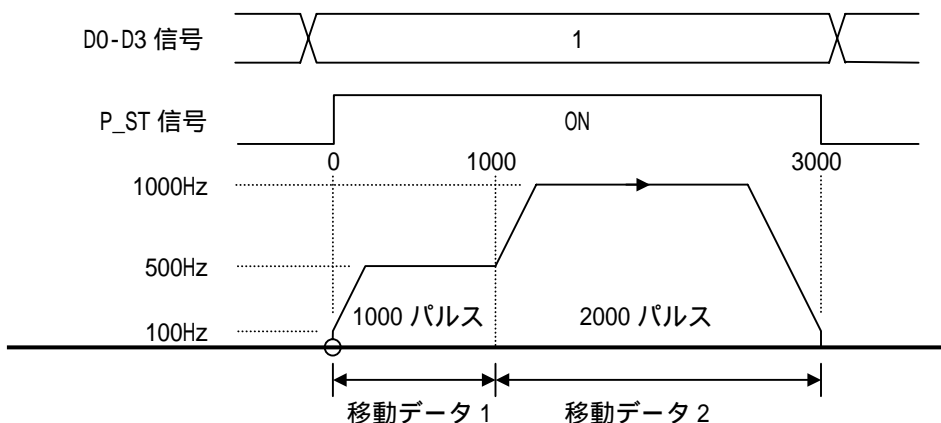 D0-D3 信号
1
P_ST 信号
ON
0 1000 3000
1000Hz
500Hz
1000 パルス 2000 パルス
100Hz
移動データ 1 移動データ 2